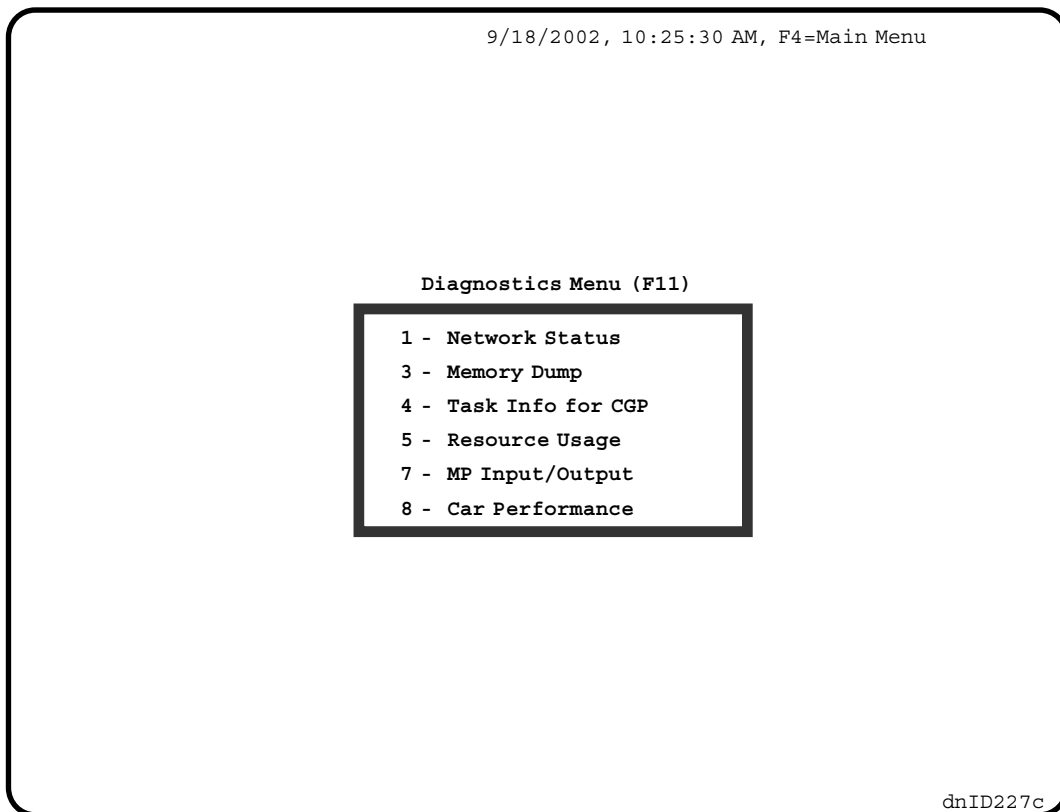 9/18/2002, 10:25:30 AM, F4=Main Menu
Diagnostics Menu (F11)
1 - Network Status
3 - Memory Dump
4 - Task Info for CGP
5 - Resource Usage
7 - MP Input/Output
8 - Car Performance
dnID227c